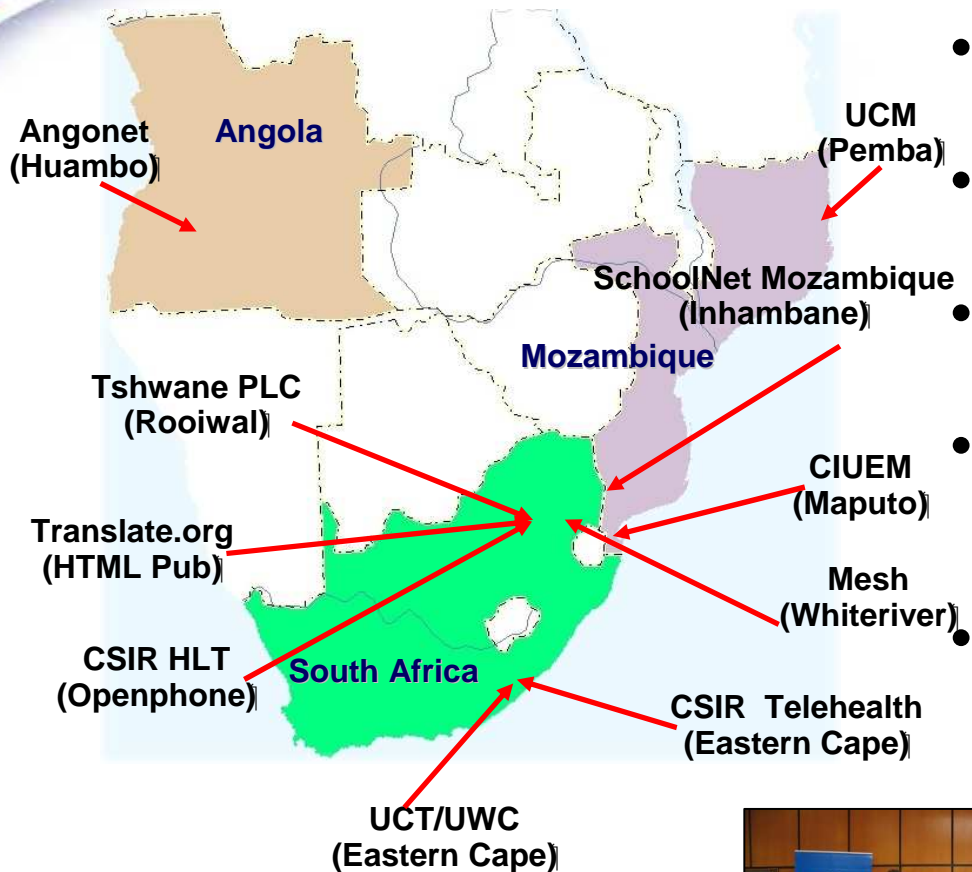 Angonet
(Huambo)
Angola
UCM
(Pemba)
SchoolNet Mozambique
(Inhambane)
Mozambique
Tshwane PLC
(Rooiwal)
CIUEM
(Maputo)
Translate.org
(HTML Pub)
Mesh
(Whiteriver)
CSIR HLT
(Openphone)
South Africa
CSIR Telehealth
(Eastern Cape)
UCT/UWC
(Eastern Cape)